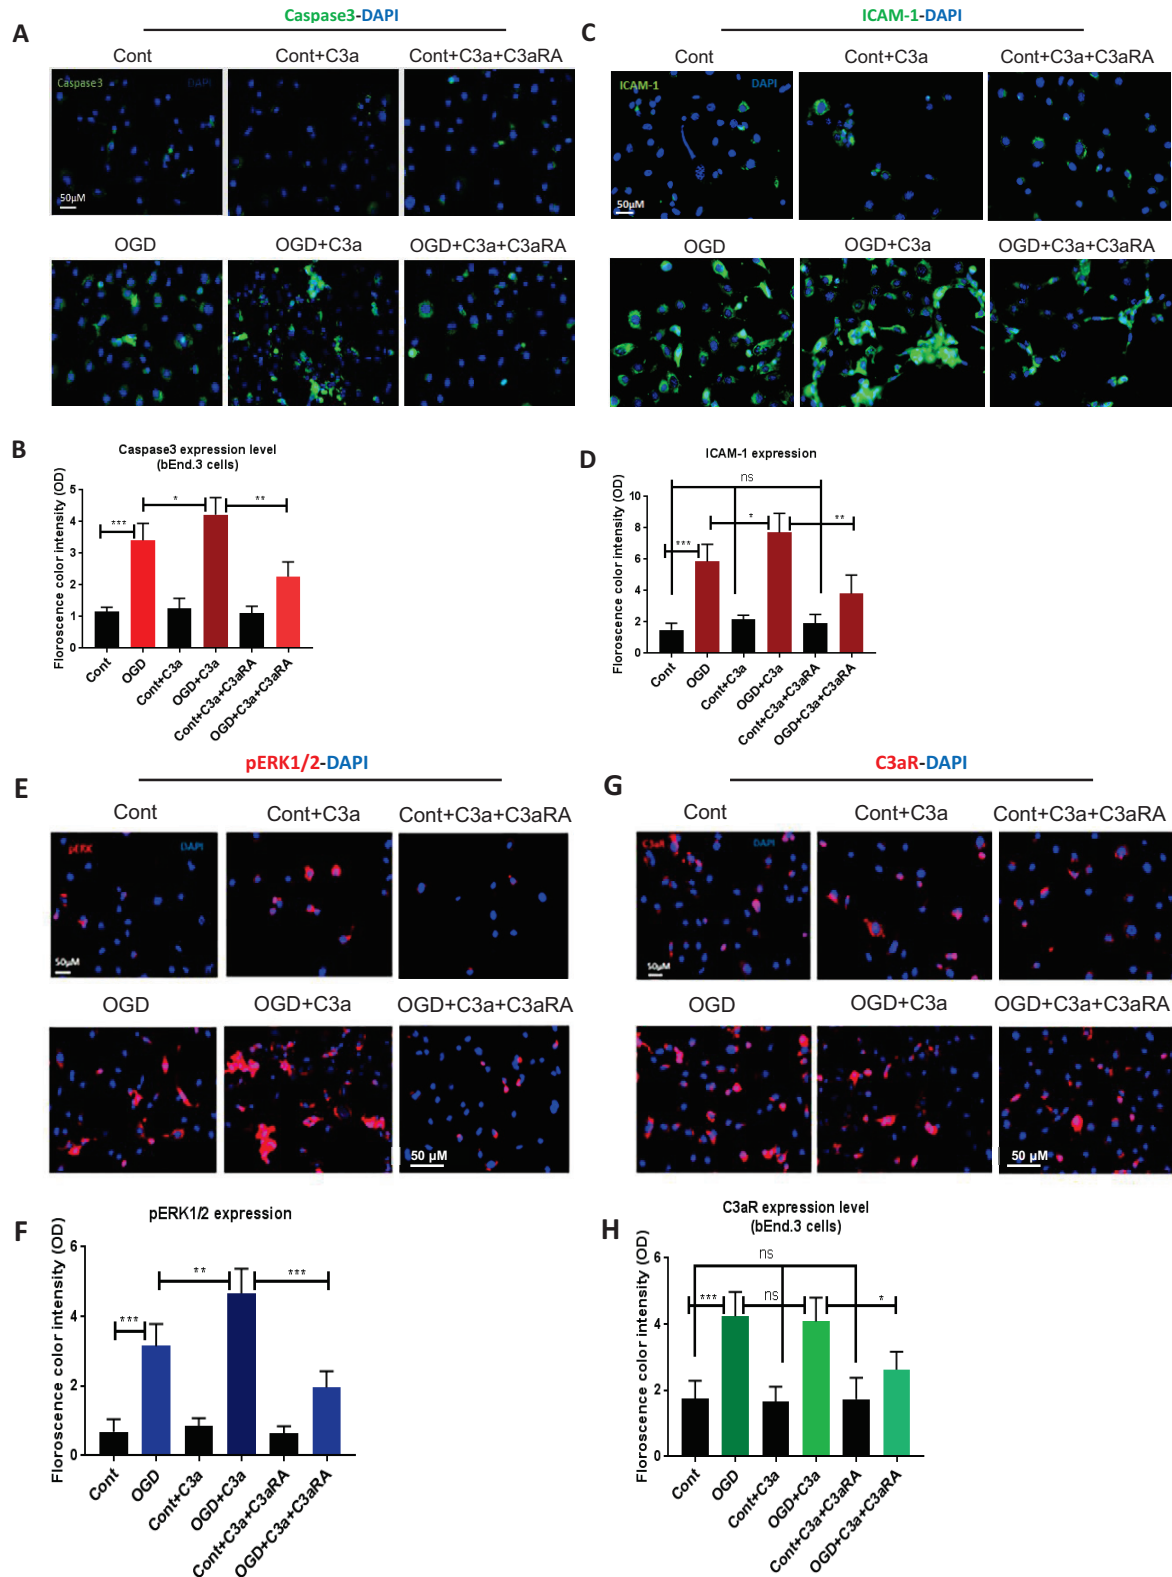 A
Caspase3-DAPI
Cont
Cont+C3a
Cont+C3a+C3aRA
Caspase3
DAPI
50µM
OGD
OGD+C3a
OGD+C3a+C3aRA
C
ICAM-1-DAPI
Cont
Cont+C3a
Cont+C3a+C3aRA
ICAM-1
DAPI
50µM
OGD
OGD+C3a
OGD+C3a+C3aRA
B
Caspase3 expression level
(bEnd.3 cells)
Floroscence color intensity (OD)
5
4
3
2
1
0
***
*
**
Cont
OGD
Cont+C3a
OGD+C3a
Cont+C3a+C3aRA
OGD+C3a+C3aRA
D
ICAM-1 expression
Floroscence color intensity (OD)
10
8
6
4
2
0
ns
***
*
**
Cont
OGD
Cont+C3a
OGD+C3a
Cont+C3a+C3aRA
OGD+C3a+C3aRA
E
pERK1/2-DAPI
Cont
Cont+C3a
Cont+C3a+C3aRA
pERK
DAPI
50µM
OGD
OGD+C3a
OGD+C3a+C3aRA
50 µM
G
C3aR-DAPI
Cont
Cont+C3a
Cont+C3a+C3aRA
C3aR
DAPI
50µM
OGD
OGD+C3a
OGD+C3a+C3aRA
50 µM
F
pERK1/2 expression
Floroscence color intensity (OD)
6
4
2
0
***
**
***
Cont
OGD
Cont+C3a
OGD+C3a
Cont+C3a+C3aRA
OGD+C3a+C3aRA
H
C3aR expression level
(bEnd.3 cells)
Floroscence color intensity (OD)
6
4
2
0
ns
***
ns
*
Cont
OGD
Cont+C3a
OGD+C3a
Cont+C3a+C3aRA
OGD+C3a+C3aRA